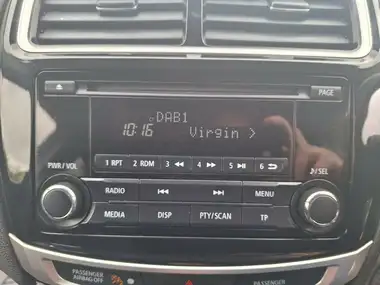 PAGE
DAB1
10:16 Virgin >
1 RPT 2 RDM 3 ◀◀ 4 ▶▶ 5 ▶II 6 ⮌
PWR / VOL
♪/SEL
RADIO I◀◀ ▶▶I MENU
MEDIA DISP PTY/SCAN TP
PASSENGER
AIRBAG OFF
PASSENGER